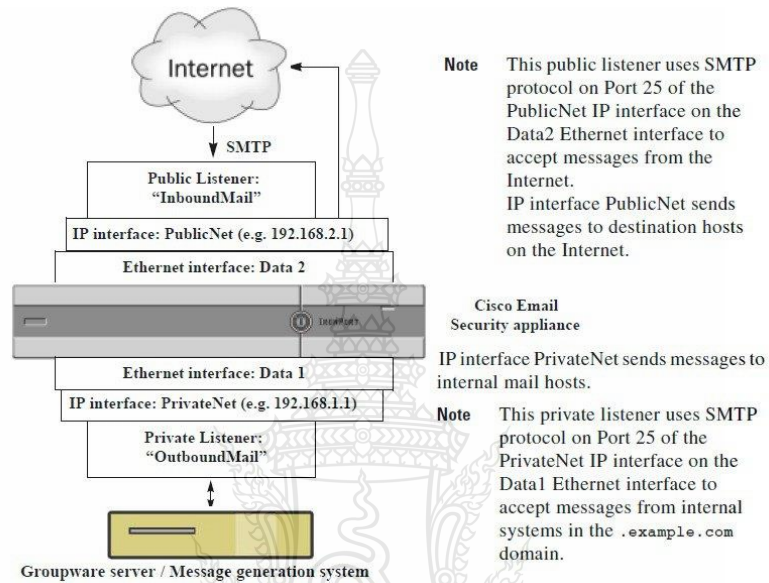 Internet
SMTP
Public Listener:
“InboundMail”
IP interface: PublicNet (e.g. 192.168.2.1)
Ethernet interface: Data 2
IRONPORT
Ethernet interface: Data 1
IP interface: PrivateNet (e.g. 192.168.1.1)
Private Listener:
“OutboundMail”
Groupware server / Message generation system
Note This public listener uses SMTP
protocol on Port 25 of the
PublicNet IP interface on the
Data2 Ethernet interface to
accept messages from the
Internet.
IP interface PublicNet sends
messages to destination hosts
on the Internet.
Cisco Email
Security appliance
IP interface PrivateNet sends messages to
internal mail hosts.
Note This private listener uses SMTP
protocol on Port 25 of the
PrivateNet IP interface on the
Data1 Ethernet interface to
accept messages from internal
systems in the .example.com
domain.